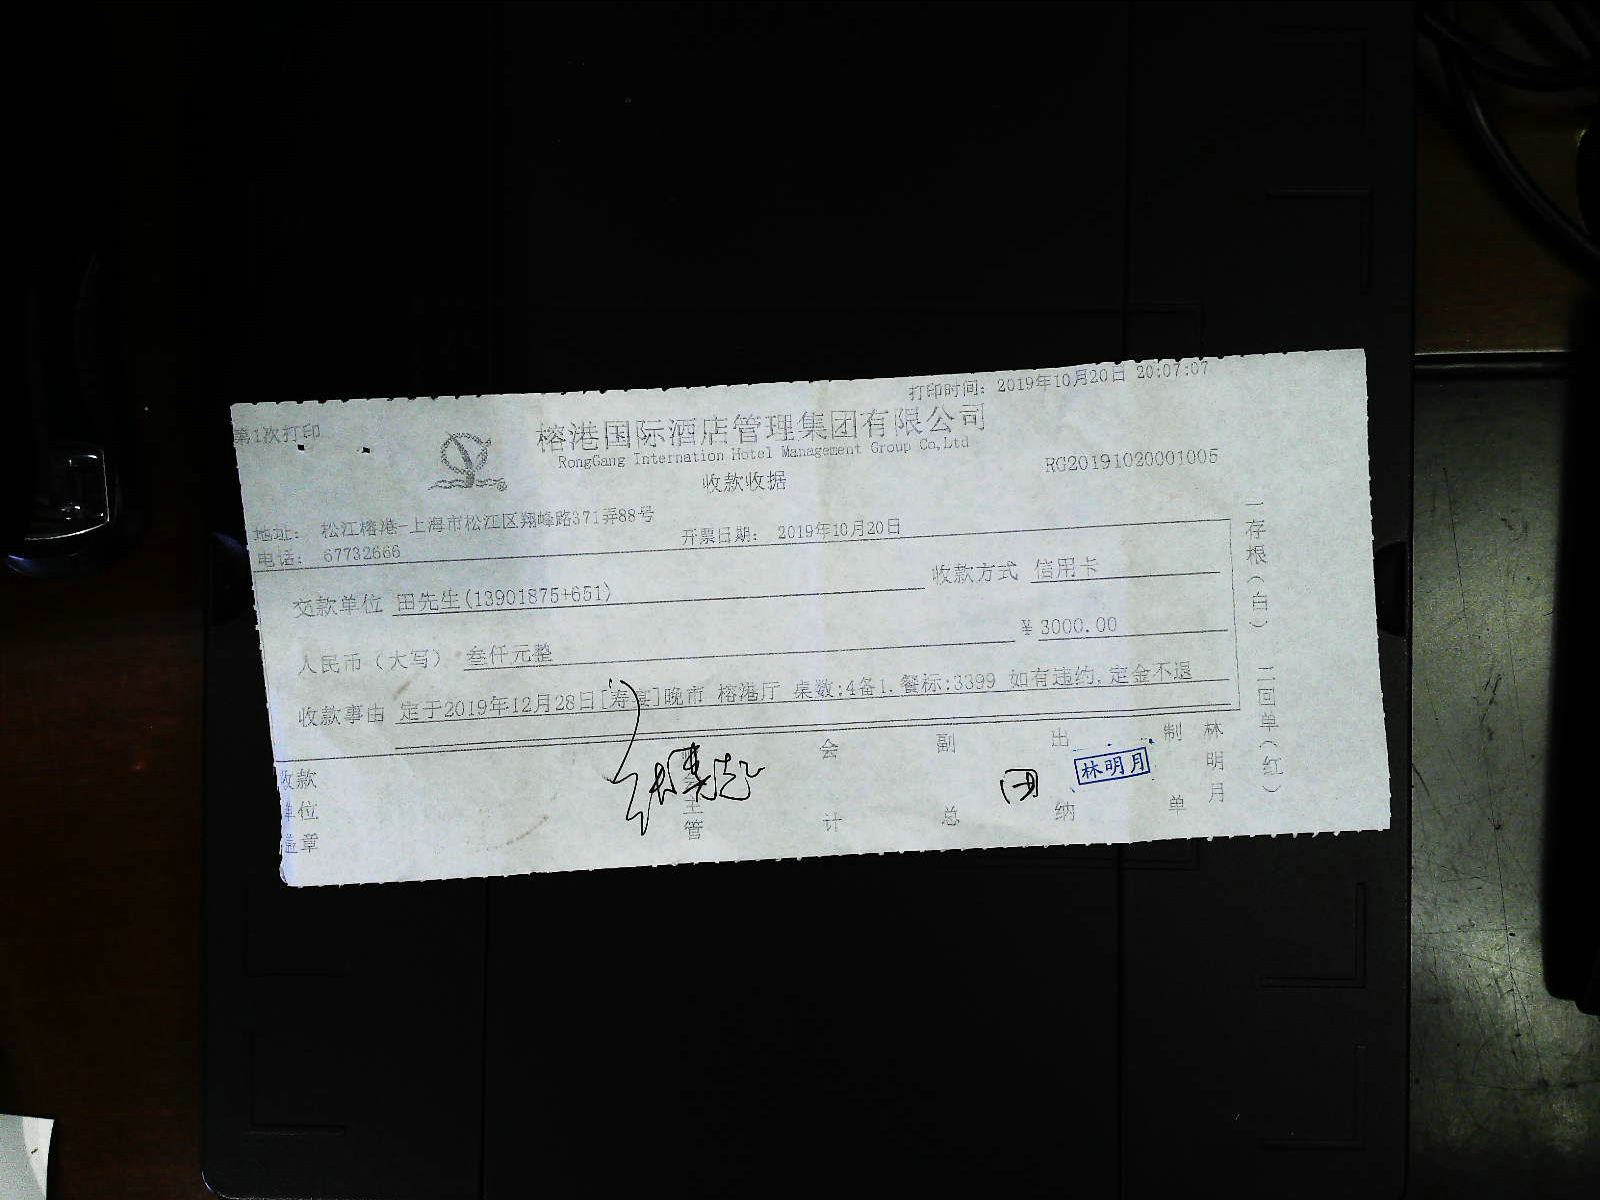 打印时间: 2019年10月20日 20:07:07
第1次打印
榕港国际酒店管理集团有限公司
RongGang Internation Hotel Management Group Co,Ltd
收款收据
RG20191020001005
地址: 松江榕港-上海市松江区翔峰路371弄88号
电话: 67732666
开票日期: 2019年10月20日
交款单位 田先生(13901875+651)
收款方式 信用卡
人民币(大写) 叁仟元整
¥ 3000.00
收款事由 定于2019年12月28日[寿宴]晚市 榕港厅 桌数:4备1.餐标:3399 如有违约,定金不退
收款单位盖章
主管
会计
副总
出纳
林明月
制单
林明月
一存根(白) 二回单(红)